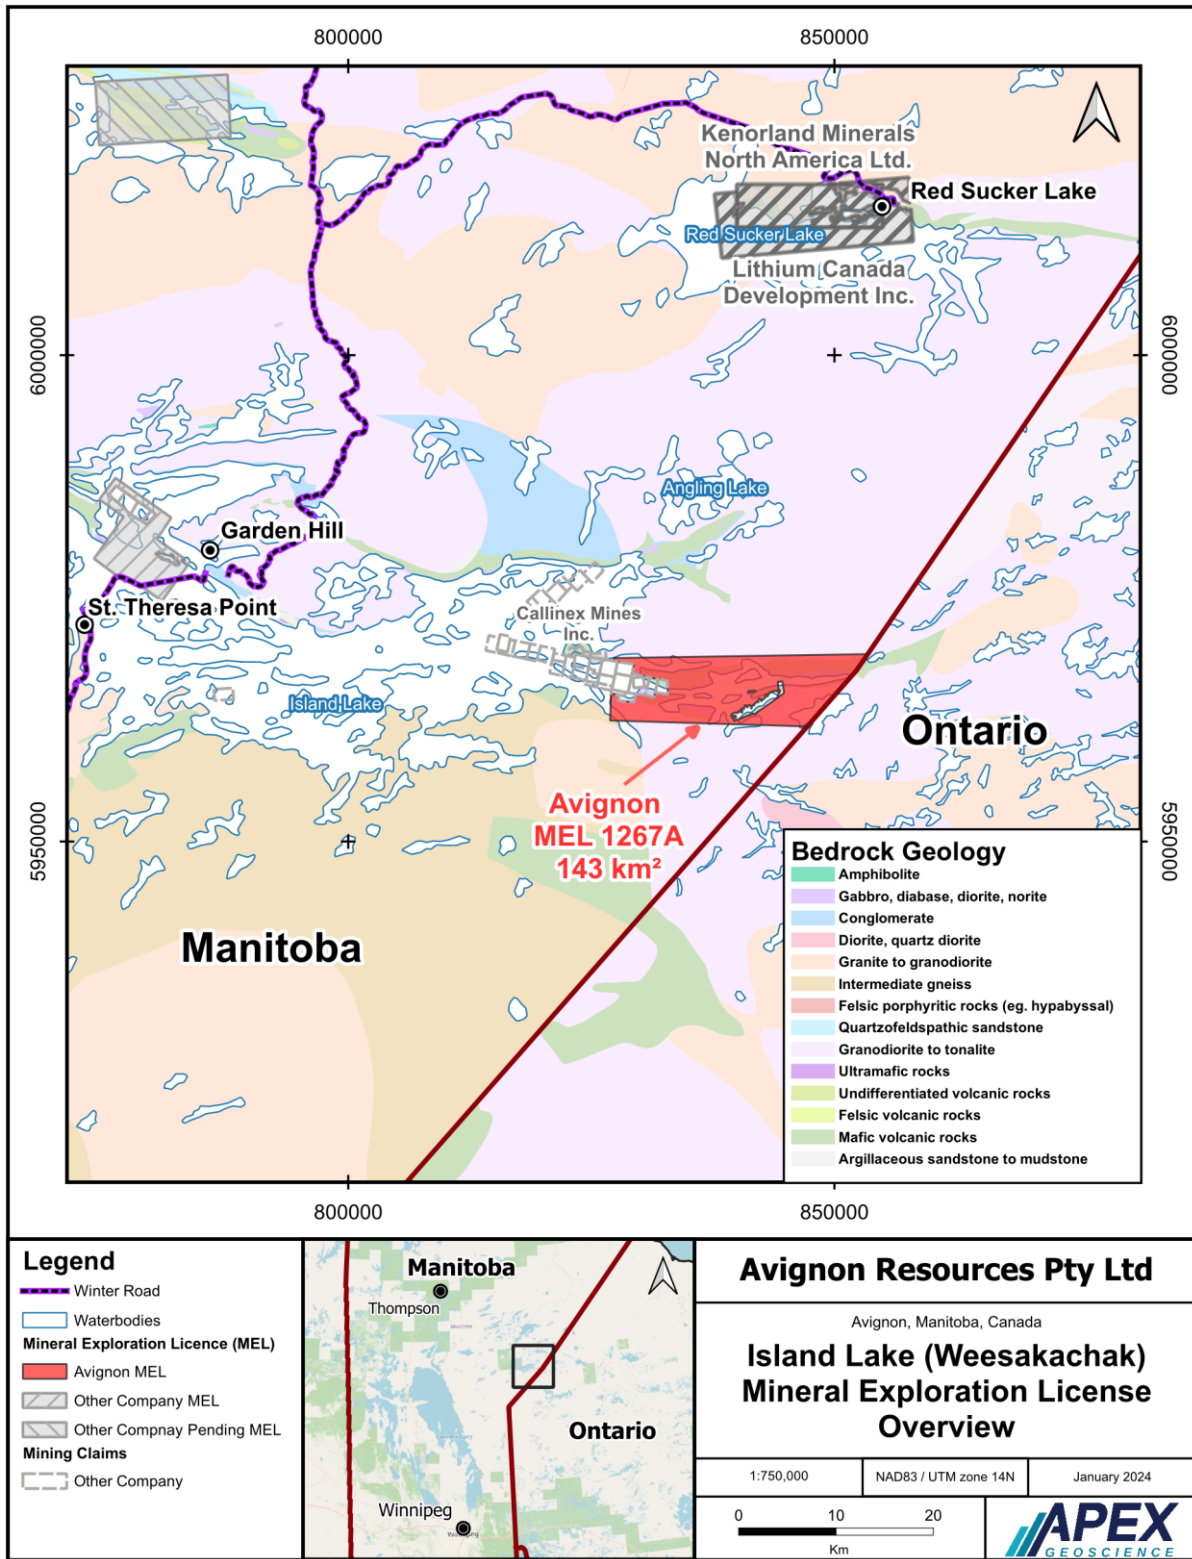 800000
850000
Kenorland Minerals
North America Ltd.
Red Sucker Lake
Red Sucker Lake
Lithium Canada
Development Inc.
6000000
6000000
Angling Lake
Garden Hill
St. Theresa Point
Callinex Mines
Inc.
Island Lake
Ontario
Avignon
MEL 1267A
143 km²
5950000
5950000
Manitoba
Bedrock Geology
Amphibolite
Gabbro, diabase, diorite, norite
Conglomerate
Diorite, quartz diorite
Granite to granodiorite
Intermediate gneiss
Felsic porphyritic rocks (eg. hypabyssal)
Quartzofeldspathic sandstone
Granodiorite to tonalite
Ultramafic rocks
Undifferentiated volcanic rocks
Felsic volcanic rocks
Mafic volcanic rocks
Argillaceous sandstone to mudstone
800000
850000
Legend
Winter Road
Waterbodies
Mineral Exploration Licence (MEL)
Avignon MEL
Other Company MEL
Other Compnay Pending MEL
Mining Claims
Other Company
Manitoba
Thompson
Ontario
Winnipeg
Avignon Resources Pty Ltd
Avignon, Manitoba, Canada
Island Lake (Weesakachak)
Mineral Exploration License
Overview
1:750,000
NAD83 / UTM zone 14N
January 2024
0 10 20
Km
APEX
GEOSCIENCE